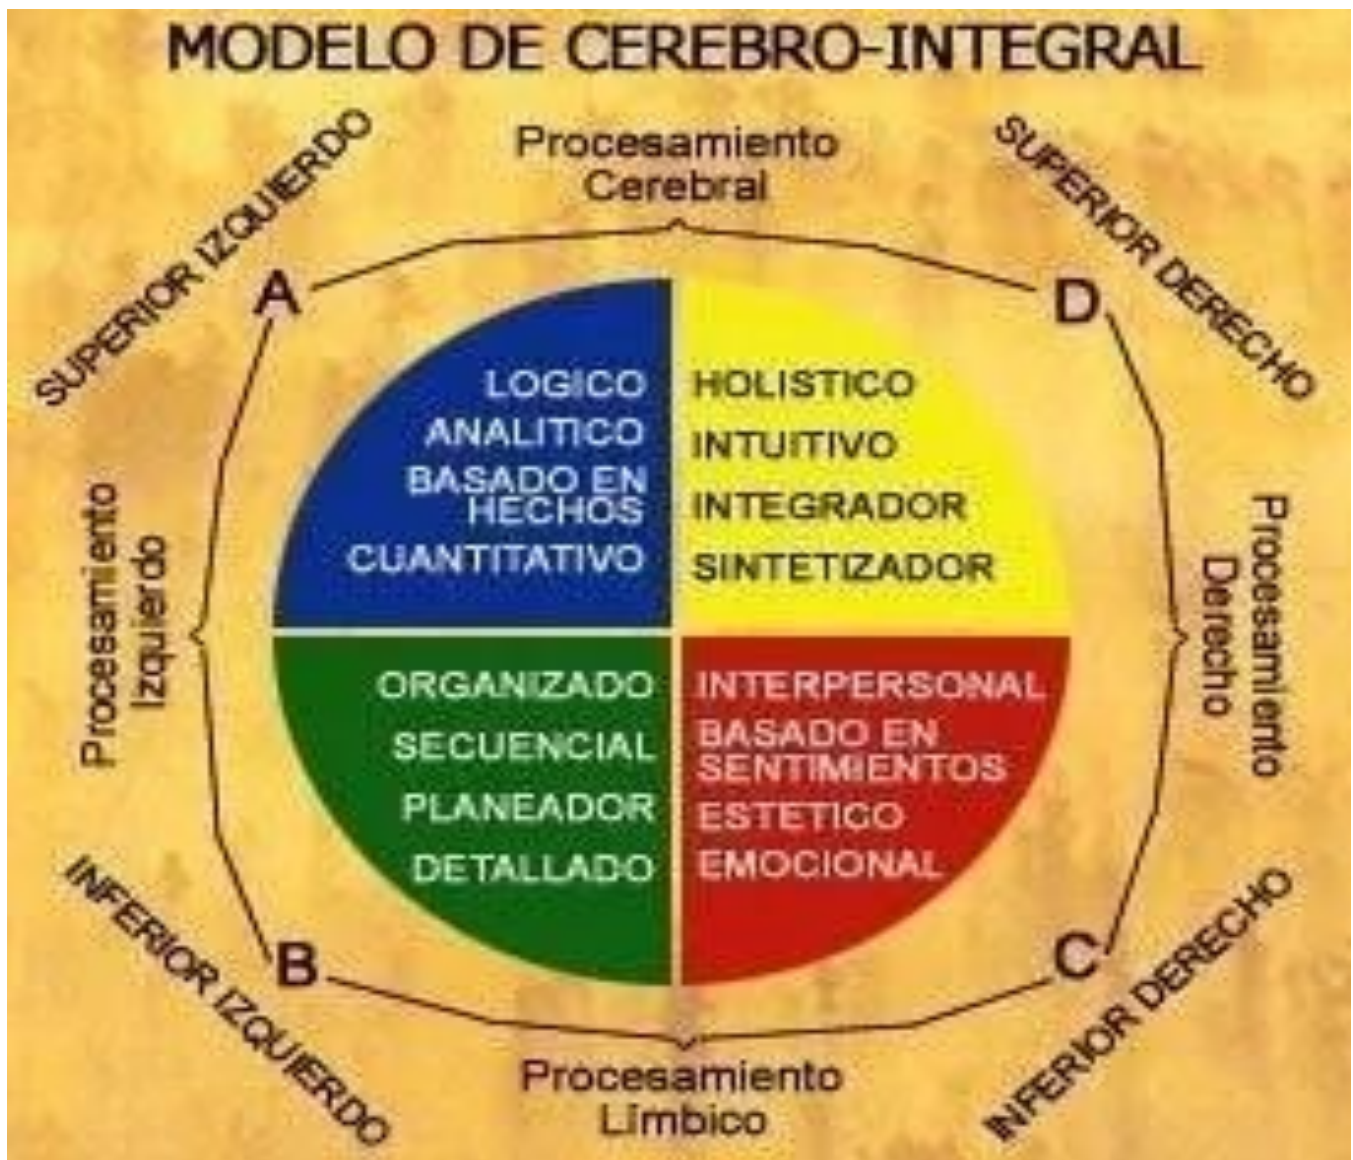 MODELO DE CEREBRO-INTEGRAL
Procesamiento
Cerebral
SUPERIOR IZQUIERDO
SUPERIOR DERECHO
A
D
LOGICO
ANALITICO
BASADO EN
HECHOS
CUANTITATIVO
HOLISTICO
INTUITIVO
INTEGRADOR
SINTETIZADOR
Procesamiento
Izquierdo
Procesamiento
Derecho
ORGANIZADO
SECUENCIAL
PLANEADOR
DETALLADO
INTERPERSONAL
BASADO EN
SENTIMIENTOS
ESTETICO
EMOCIONAL
B
C
INFERIOR IZQUIERDO
INFERIOR DERECHO
Procesamiento
Límbico